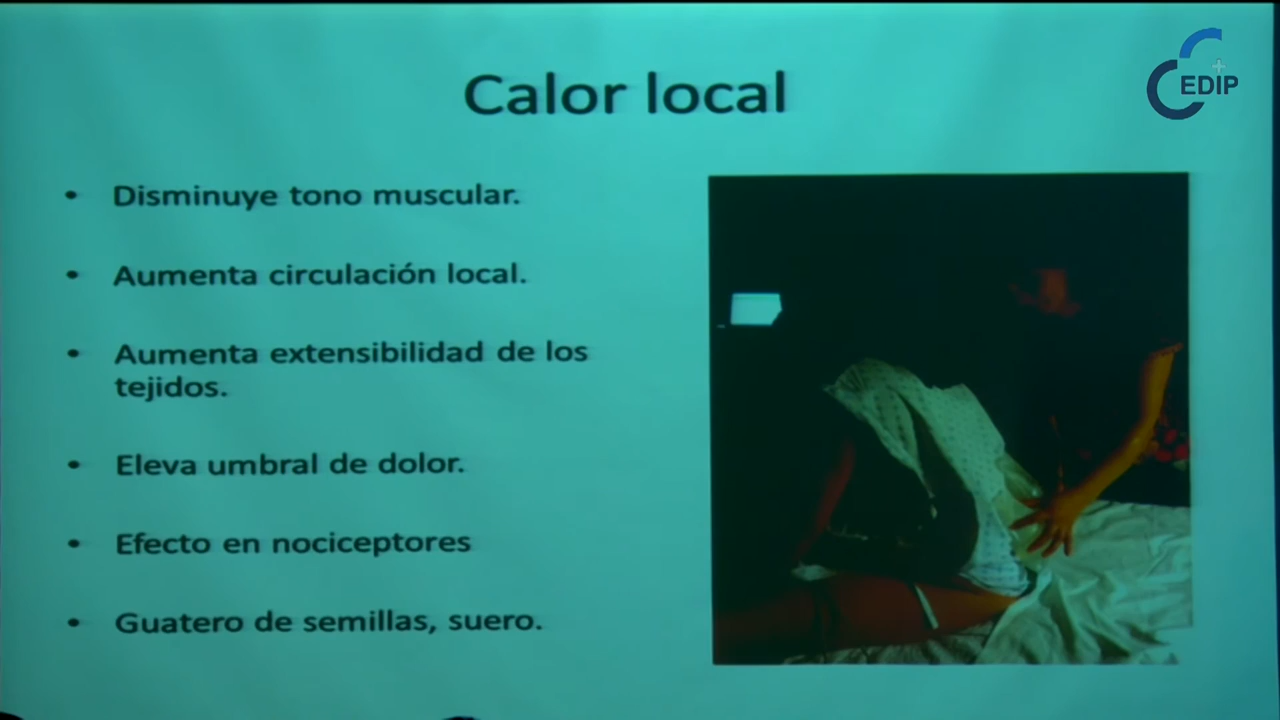 Calor local
CEDIP
• Disminuye tono muscular.
• Aumenta circulación local.
• Aumenta extensibilidad de los
tejidos.
• Eleva umbral de dolor.
• Efecto en nociceptores
• Guatero de semillas, suero.